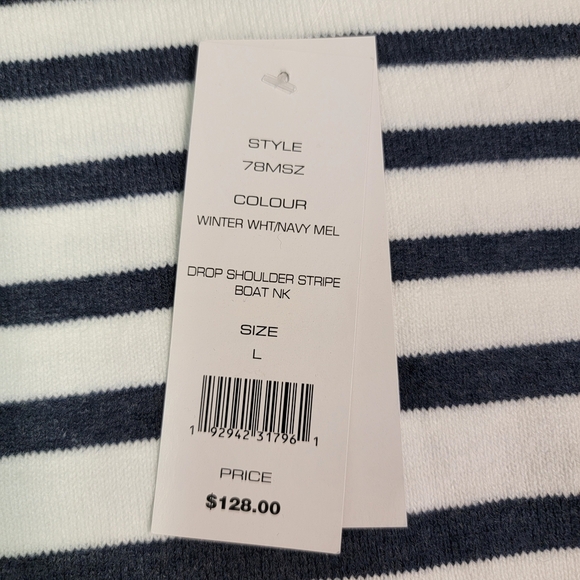 STYLE
78MSZ
COLOUR
WINTER WHT/NAVY MEL
DROP SHOULDER STRIPE
BOAT NK
SIZE
L
1 92942 31796 1
PRICE
$128.00